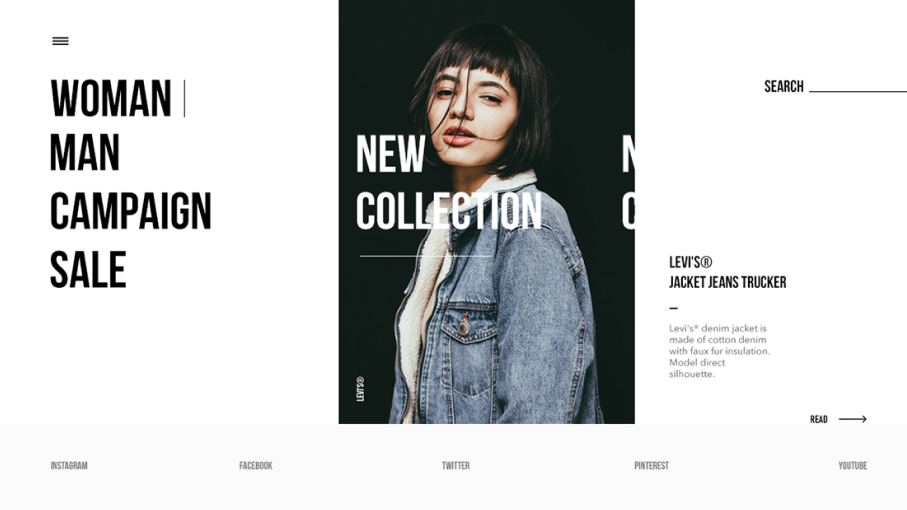 WOMAN
MAN
CAMPAIGN
SALE
NEW
COLLECTION
N
C
LEVI'S®
SEARCH
LEVI'S®
JACKET JEANS TRUCKER
Levi's® denim jacket is
made of cotton denim
with faux fur insulation.
Model direct
silhouette.
READ
INSTAGRAM
FACEBOOK
TWITTER
PINTEREST
YOUTUBE